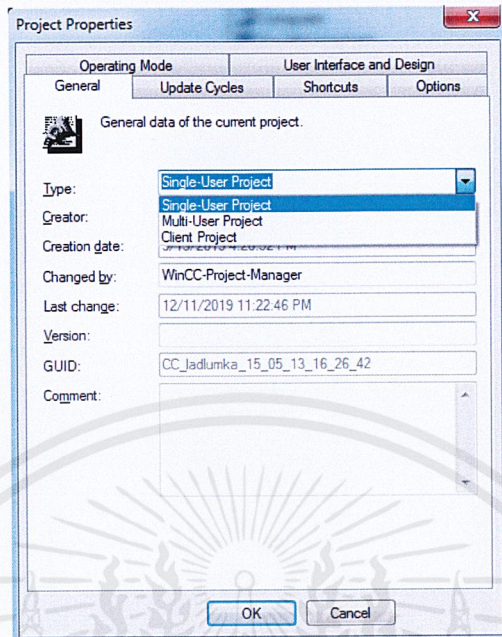 Project Properties
Operating Mode
User Interface and Design
General
Update Cycles
Shortcuts
Options
General data of the current project.
Type:
Single-User Project
Single-User Project
Multi-User Project
Client Project
Creator:
Creation date:
Changed by:
WinCC-Project-Manager
Last change:
12/11/2019 11:22:46 PM
Version:
GUID:
CC_ladlumka_15_05_13_16_26_42
Comment:
OK
Cancel